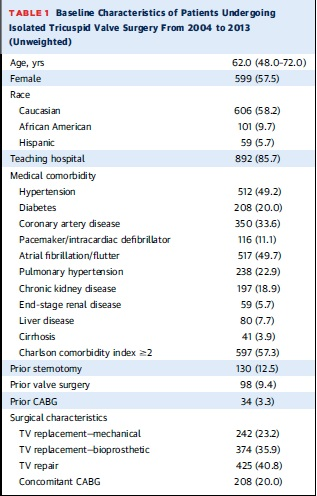 TABLE 1 Baseline Characteristics of Patients Undergoing
Isolated Tricuspid Valve Surgery From 2004 to 2013
(Unweighted)
Age, yrs 62.0 (48.0-72.0)
Female 599 (57.5)
Race
Caucasian 606 (58.2)
African American 101 (9.7)
Hispanic 59 (5.7)
Teaching hospital 892 (85.7)
Medical comorbidity
Hypertension 512 (49.2)
Diabetes 208 (20.0)
Coronary artery disease 350 (33.6)
Pacemaker/intracardiac defibrillator 116 (11.1)
Atrial fibrillation/flutter 517 (49.7)
Pulmonary hypertension 238 (22.9)
Chronic kidney disease 197 (18.9)
End-stage renal disease 59 (5.7)
Liver disease 80 (7.7)
Cirrhosis 41 (3.9)
Charlson comorbidity index ≥2 597 (57.3)
Prior sternotomy 130 (12.5)
Prior valve surgery 98 (9.4)
Prior CABG 34 (3.3)
Surgical characteristics
TV replacement—mechanical 242 (23.2)
TV replacement—bioprosthetic 374 (35.9)
TV repair 425 (40.8)
Concomitant CABG 208 (20.0)